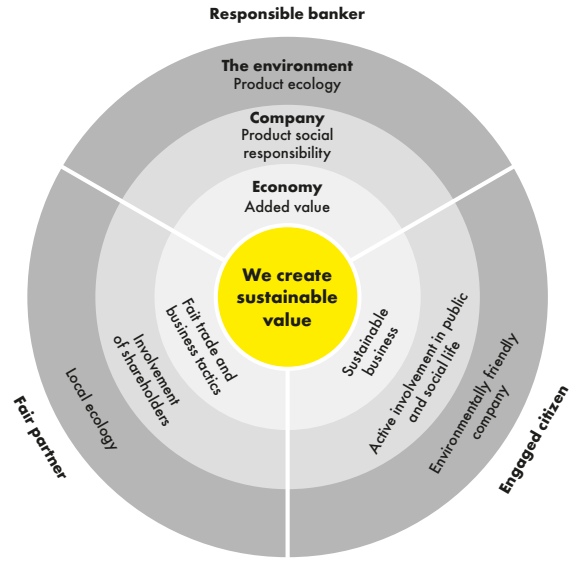 Responsible banker
The environment
Product ecology
Company
Product social
responsibility
Economy
Added value
We create
sustainable
value
Fait trade and
business tactics
Involvement
of shareholders
Local ecology
Fair partner
Sustainable
business
Active involvement in public
and social life
Environmentally friendly
company
Engaged citizen